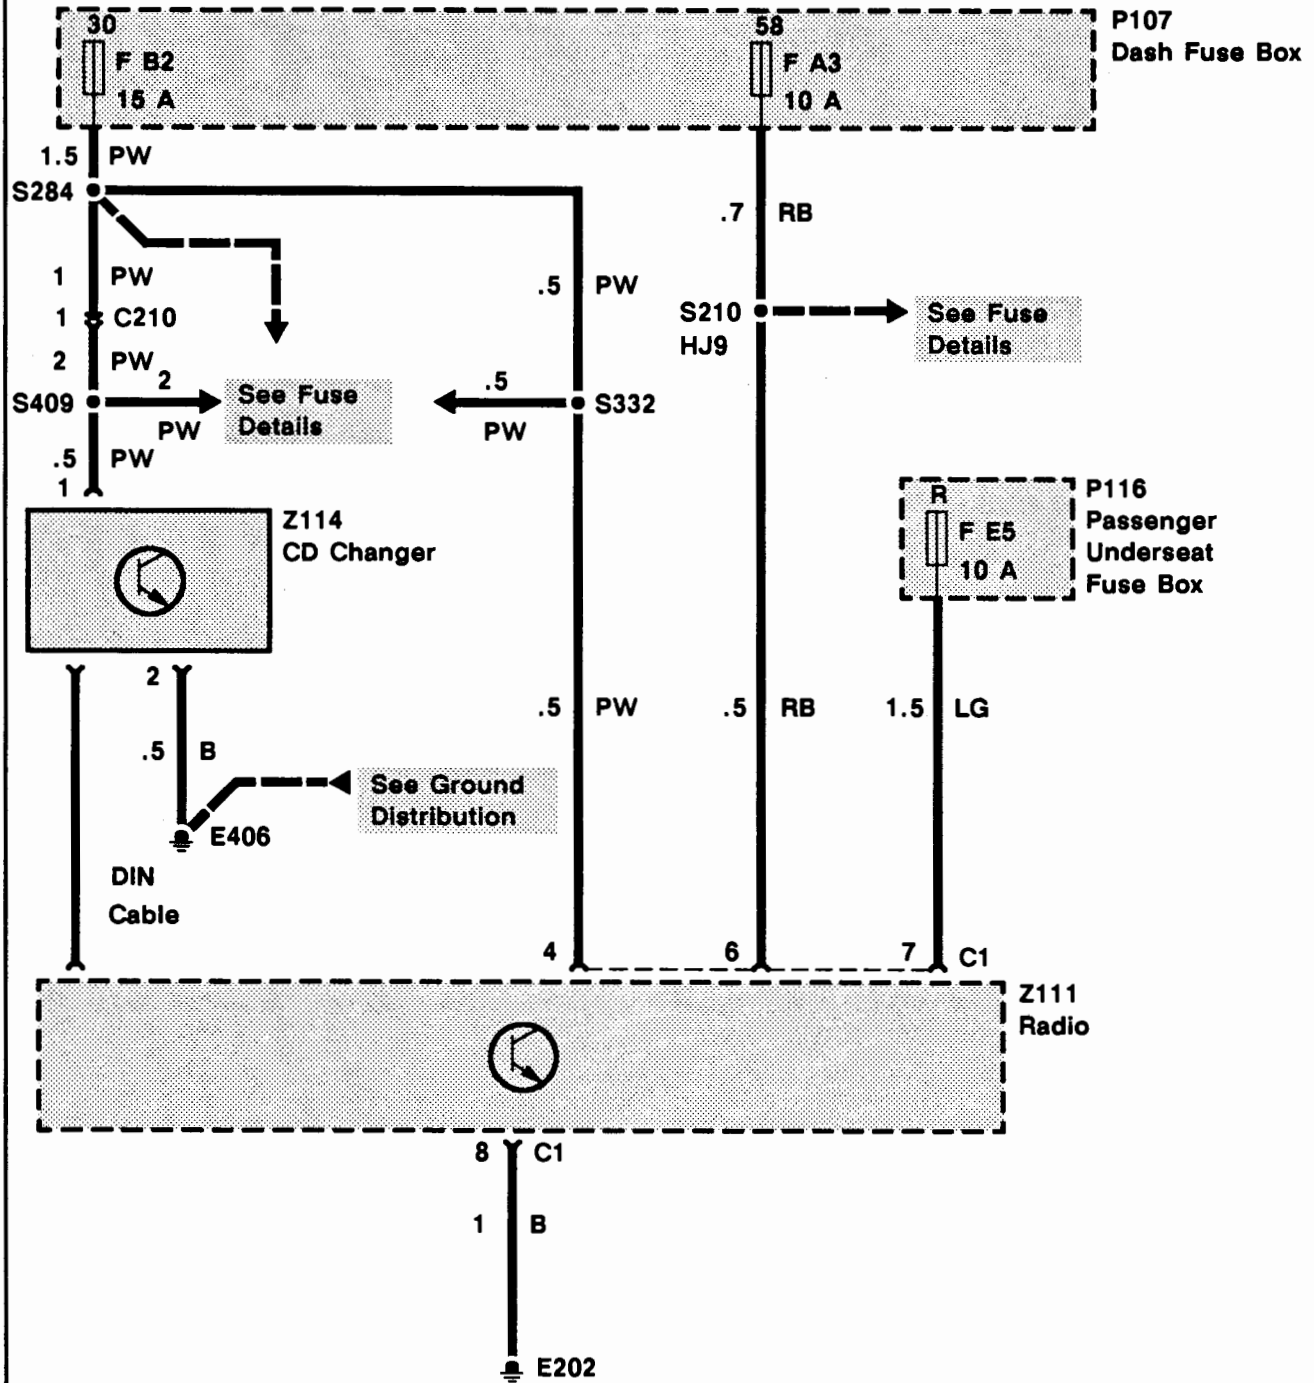 30
F B2
15 A
58
F A3
10 A
P107
Dash Fuse Box
1.5 PW
S284
.7 RB
1 PW
.5 PW
1 C210
S210
HJ9
See Fuse
Details
2 PW
S409
2
PW
See Fuse
Details
.5
PW
S332
.5 PW
1
R
F E5
10 A
P116
Passenger
Underseat
Fuse Box
Z114
CD Changer
2
.5 PW
.5 RB
1.5 LG
.5 B
See Ground
Distribution
E406
DIN
Cable
4
6
7 C1
Z111
Radio
8 C1
1 B
E202